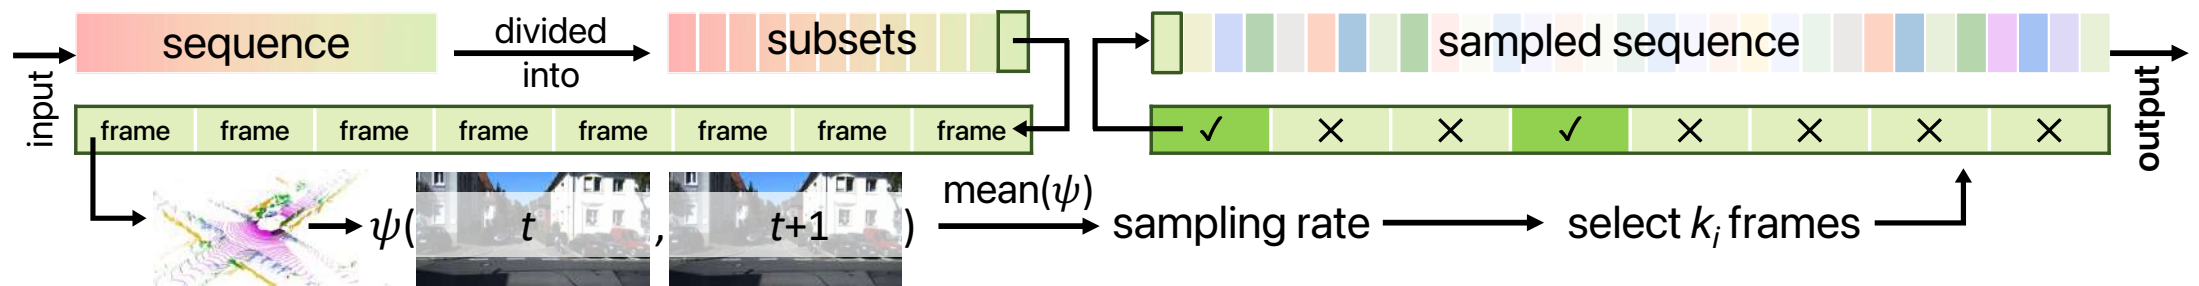 input
sequence
divided
into
subsets
sampled sequence
output
frame frame frame frame frame frame frame frame
✓ × × ✓ × × × ×
ψ( t , t+1 )
mean(ψ)
sampling rate
select kᵢ frames